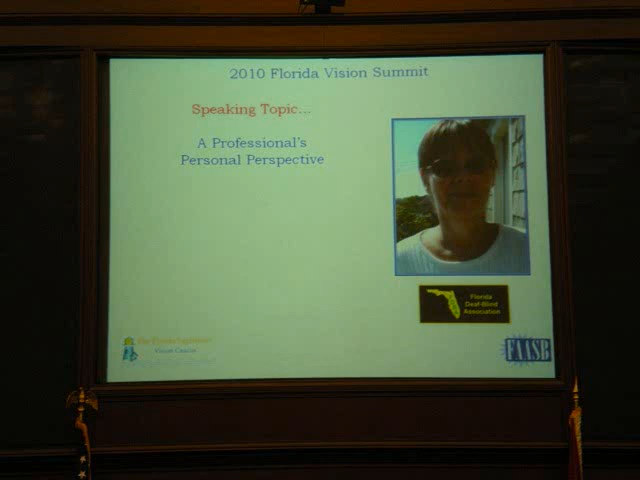 2010 Florida Vision Summit
Speaking Topic...
A Professional's
Personal Perspective
Florida
Deaf-Blind
Association
FAASB